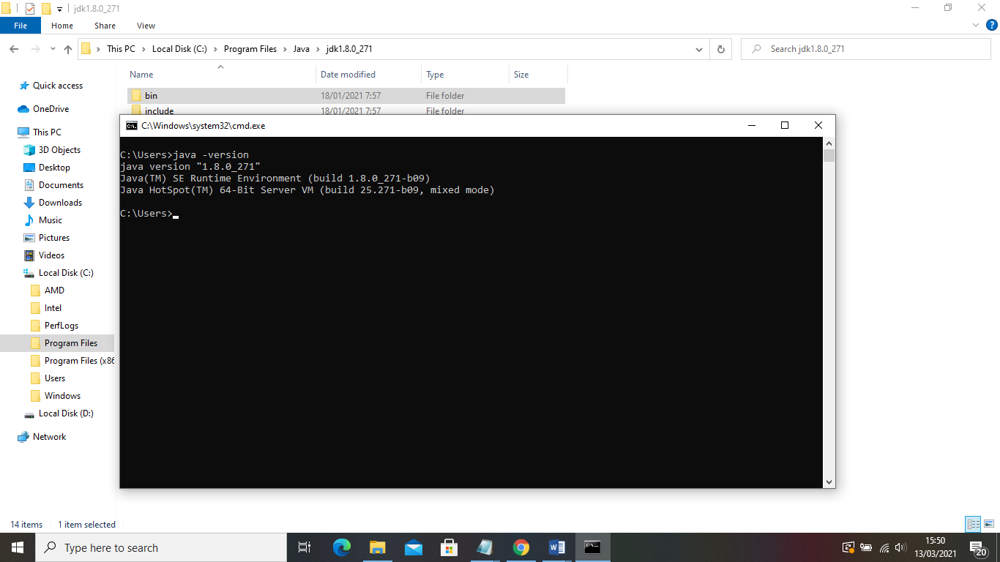 jdk1.8.0_271
File Home Share View
This PC Local Disk (C:) Program Files Java jdk1.8.0_271
Search jdk1.8.0_271
Name Date modified Type Size
bin 18/01/2021 7:57 File folder
include 18/01/2021 7:57 File folder
Quick access
OneDrive
This PC
3D Objects
Desktop
Documents
Downloads
Music
Pictures
Videos
Local Disk (C:)
AMD
Intel
PerfLogs
Program Files
Program Files (x86
Users
Windows
Local Disk (D:)
Network
C:\Windows\system32\cmd.exe
C:\Users>java -version
java version "1.8.0_271"
Java(TM) SE Runtime Environment (build 1.8.0_271-b09)
Java HotSpot(TM) 64-Bit Server VM (build 25.271-b09, mixed mode)
C:\Users>
14 items 1 item selected
Type here to search
15:50
13/03/2021
20